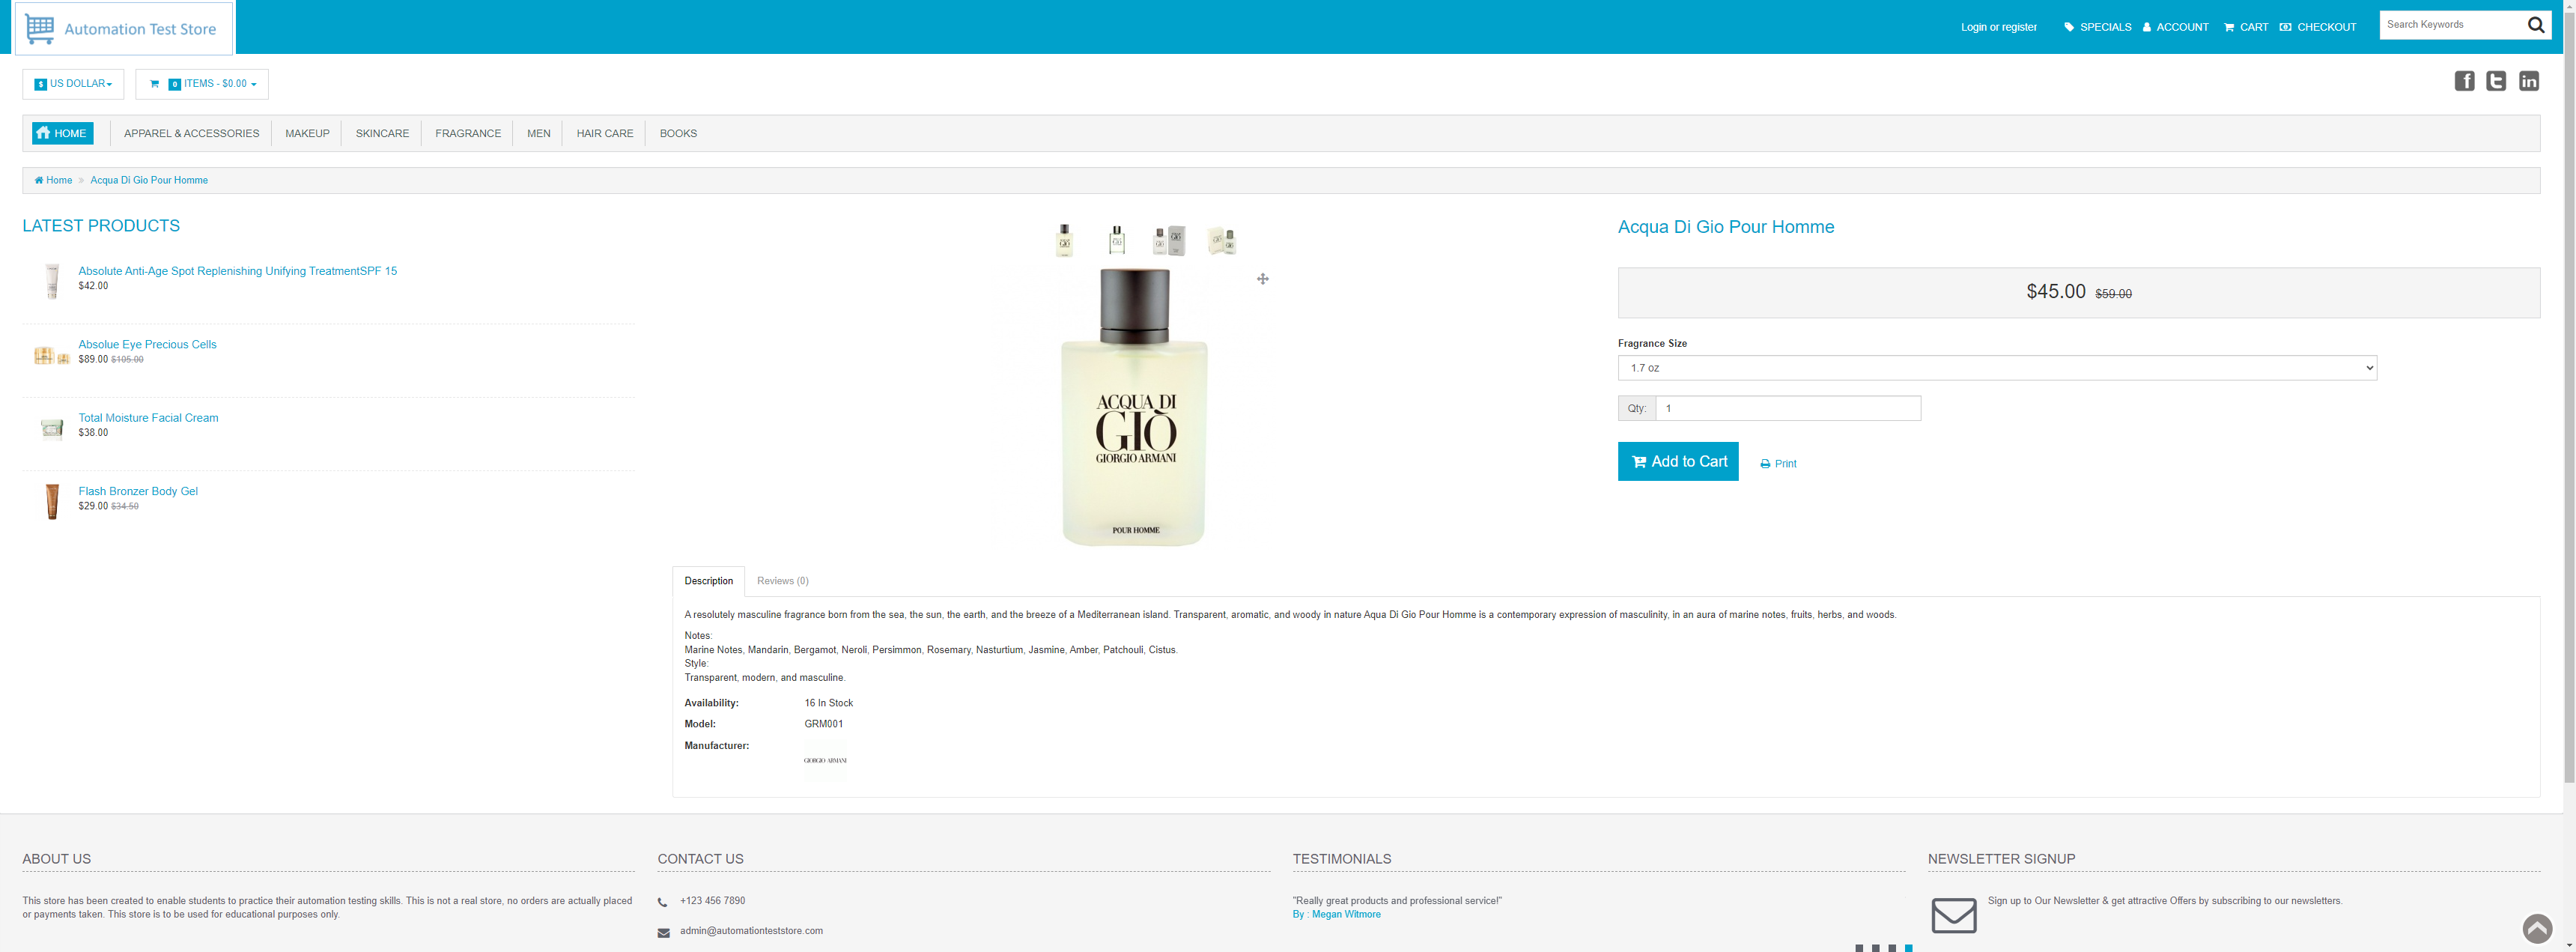 Automation Test Store
Login or register
SPECIALS
ACCOUNT
CART
CHECKOUT
Search Keywords
$ US DOLLAR
0 ITEMS - $0.00
HOME
APPAREL & ACCESSORIES
MAKEUP
SKINCARE
FRAGRANCE
MEN
HAIR CARE
BOOKS
Home » Acqua Di Gio Pour Homme
LATEST PRODUCTS
Absolute Anti-Age Spot Replenishing Unifying TreatmentSPF 15
$42.00
Absolue Eye Precious Cells
$89.00 $105.00
Total Moisture Facial Cream
$38.00
Flash Bronzer Body Gel
$29.00 $34.50
ACQUA DI
GIÒ
GIORGIO ARMANI
POUR HOMME
Acqua Di Gio Pour Homme
$45.00 $59.00
Fragrance Size
1.7 oz
Qty: 1
Add to Cart
Print
Description
Reviews (0)
A resolutely masculine fragrance born from the sea, the sun, the earth, and the breeze of a Mediterranean island. Transparent, aromatic, and woody in nature Aqua Di Gio Pour Homme is a contemporary expression of masculinity, in an aura of marine notes, fruits, herbs, and woods.
Notes:
Marine Notes, Mandarin, Bergamot, Neroli, Persimmon, Rosemary, Nasturtium, Jasmine, Amber, Patchouli, Cistus.
Style:
Transparent, modern, and masculine.
Availability: 16 In Stock
Model: GRM001
Manufacturer:
GIORGIO ARMANI
ABOUT US
This store has been created to enable students to practice their automation testing skills. This is not a real store, no orders are actually placed
or payments taken. This store is to be used for educational purposes only.
CONTACT US
+123 456 7890
admin@automationteststore.com
TESTIMONIALS
"Really great products and professional service!"
By : Megan Witmore
NEWSLETTER SIGNUP
Sign up to Our Newsletter & get attractive Offers by subscribing to our newsletters.